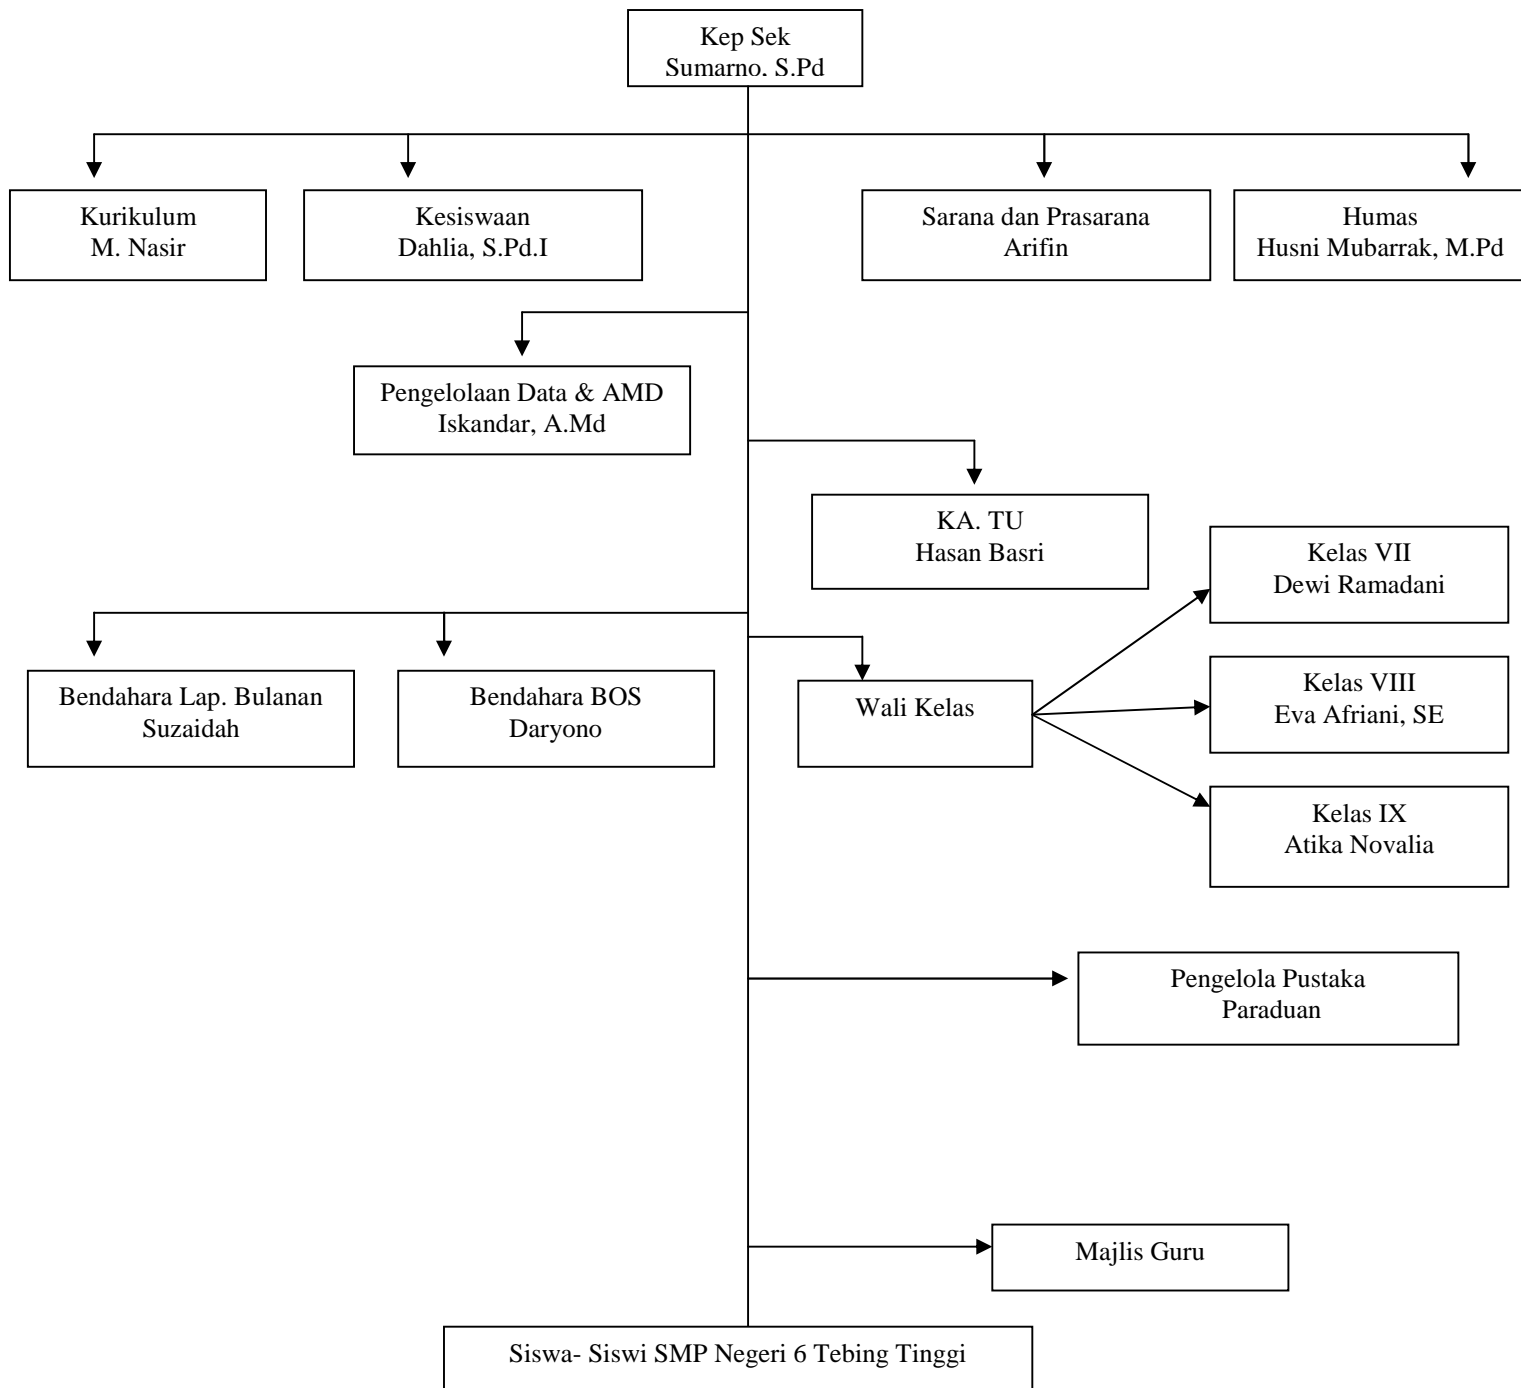 Kep Sek
Sumarno. S.Pd
Kurikulum
M. Nasir
Kesiswaan
Dahlia, S.Pd.I
Sarana dan Prasarana
Arifin
Humas
Husni Mubarrak, M.Pd
Pengelolaan Data & AMD
Iskandar, A.Md
KA. TU
Hasan Basri
Kelas VII
Dewi Ramadani
Bendahara Lap. Bulanan
Suzaidah
Bendahara BOS
Daryono
Wali Kelas
Kelas VIII
Eva Afriani, SE
Kelas IX
Atika Novalia
Pengelola Pustaka
Paraduan
Majlis Guru
Siswa- Siswi SMP Negeri 6 Tebing Tinggi